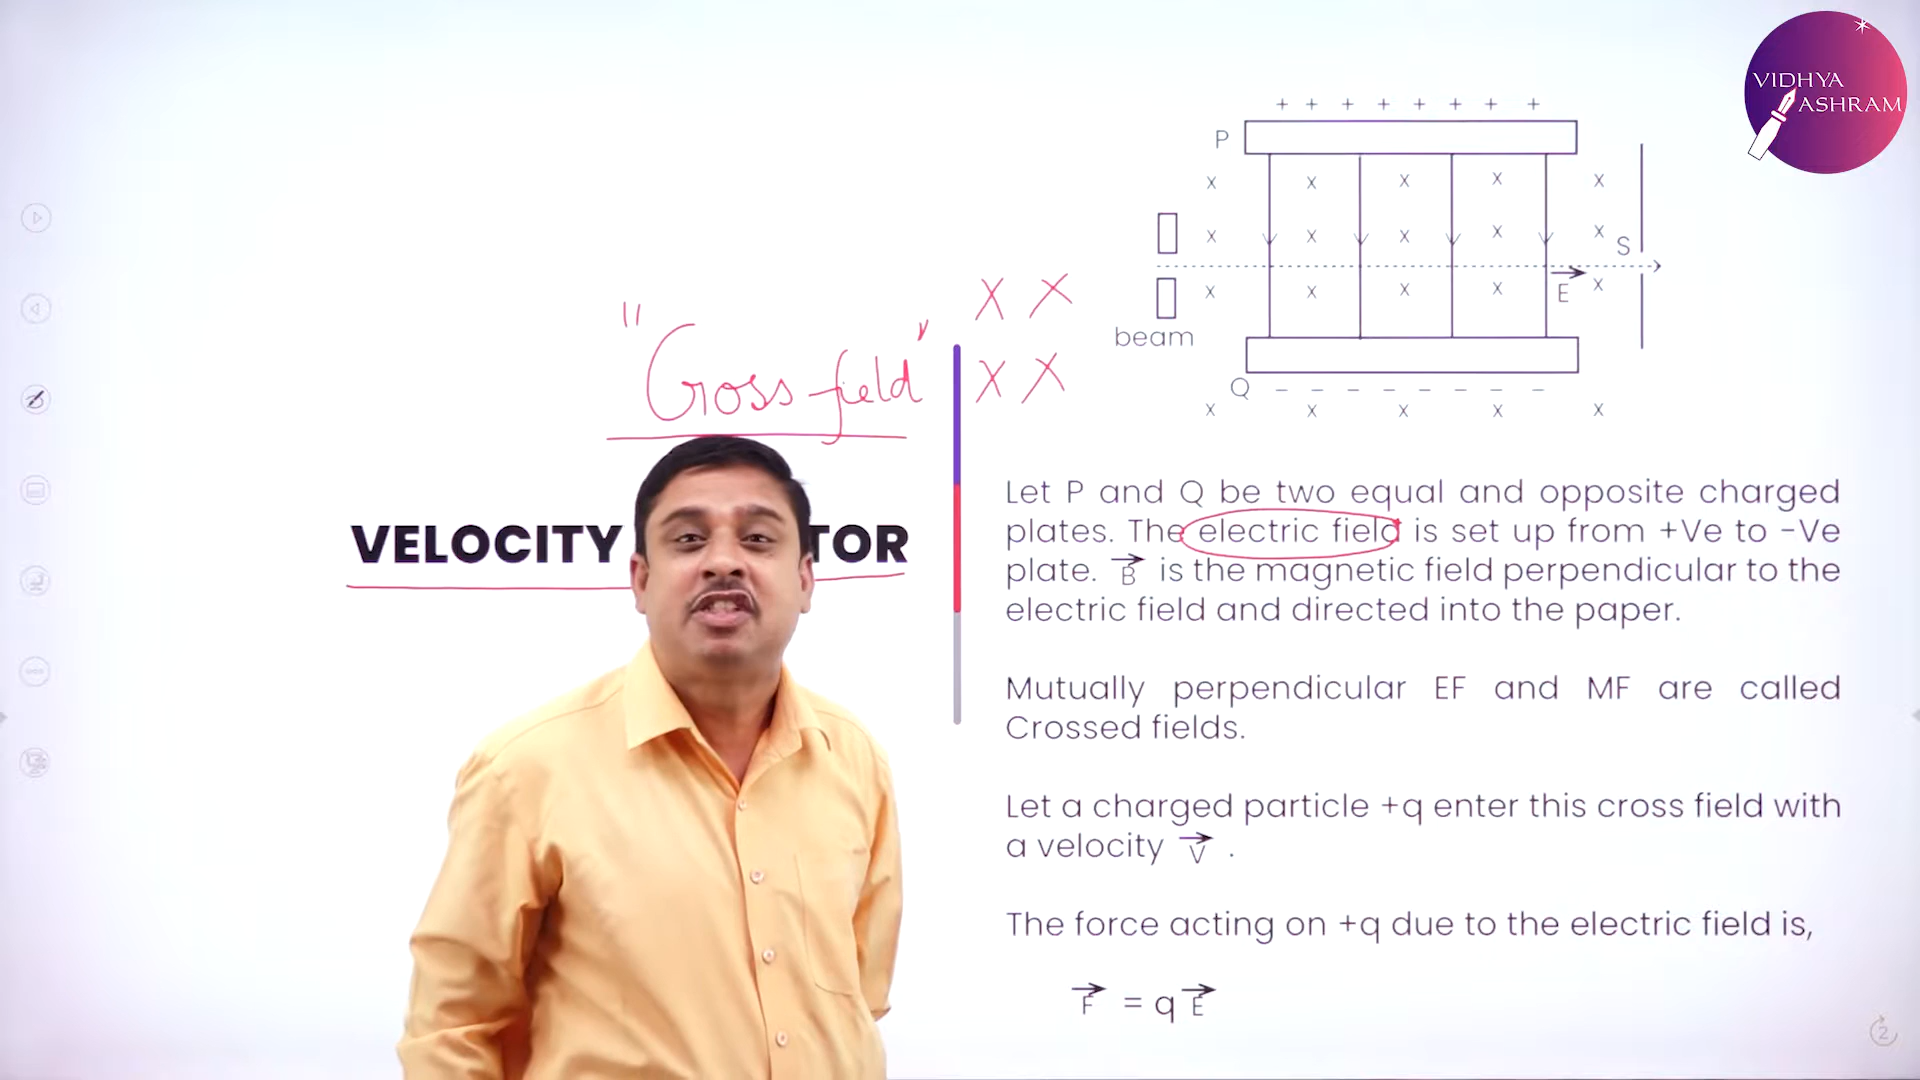 VIDHYA
ASHRAM
+ + + + + + + +
P
x x x x x
x x x x x
S
E
x x x x x
beam
Q
– – – – – – – –
x x x x x
"Cross field"
X X
X X
VELOCITY TOR
Let P and Q be two equal and opposite charged
plates. The electric field is set up from +Ve to -Ve
plate. B is the magnetic field perpendicular to the
electric field and directed into the paper.
Mutually perpendicular EF and MF are called
Crossed fields.
Let a charged particle +q enter this cross field with
a velocity V .
The force acting on +q due to the electric field is,
F = qE
2